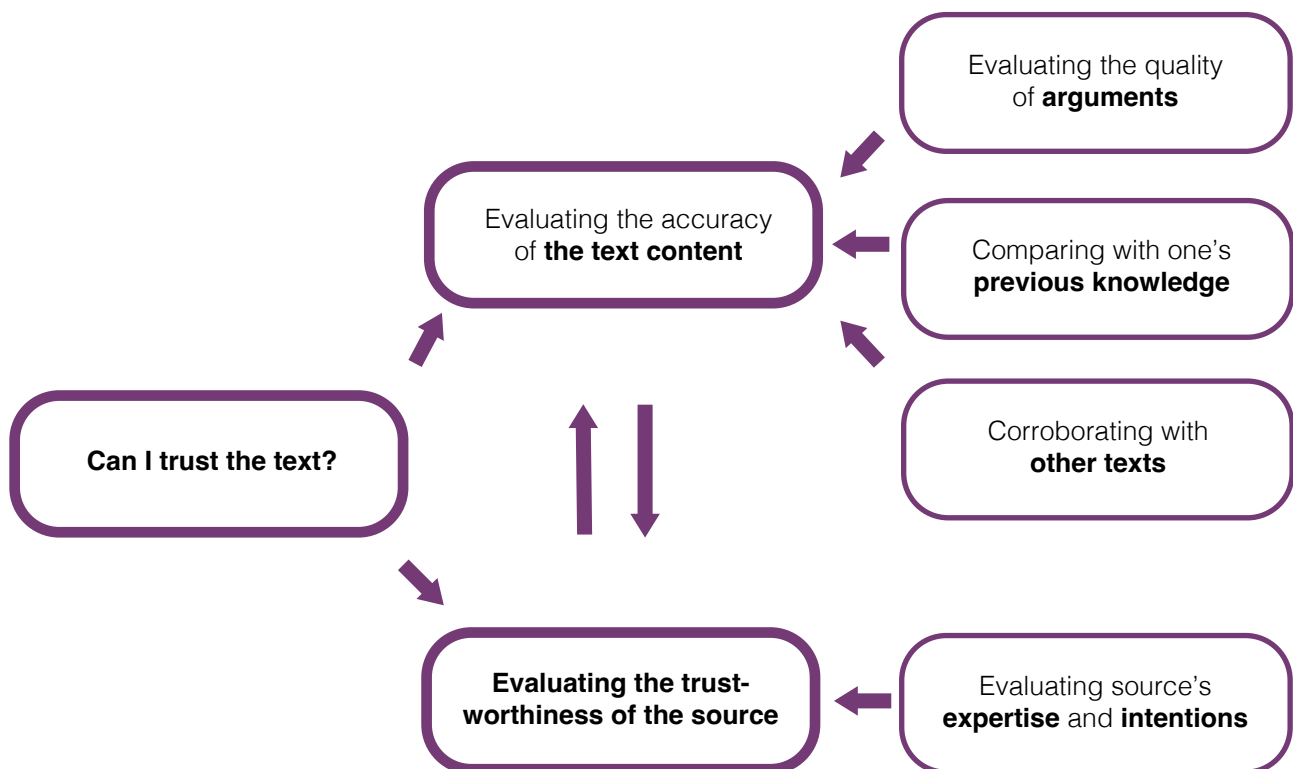 Evaluating the quality
of arguments
Evaluating the accuracy
of the text content
Comparing with one's
previous knowledge
Can I trust the text?
Corroborating with
other texts
Evaluating the trust-
worthiness of the source
Evaluating source's
expertise and intentions